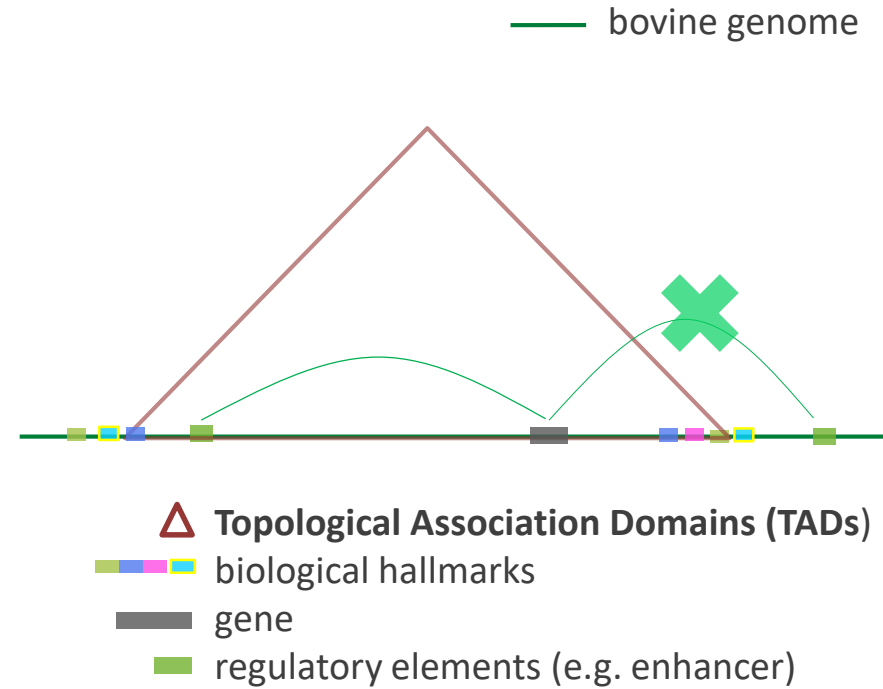 bovine genome
Topological Association Domains (TADs)
biological hallmarks
gene
regulatory elements (e.g. enhancer)